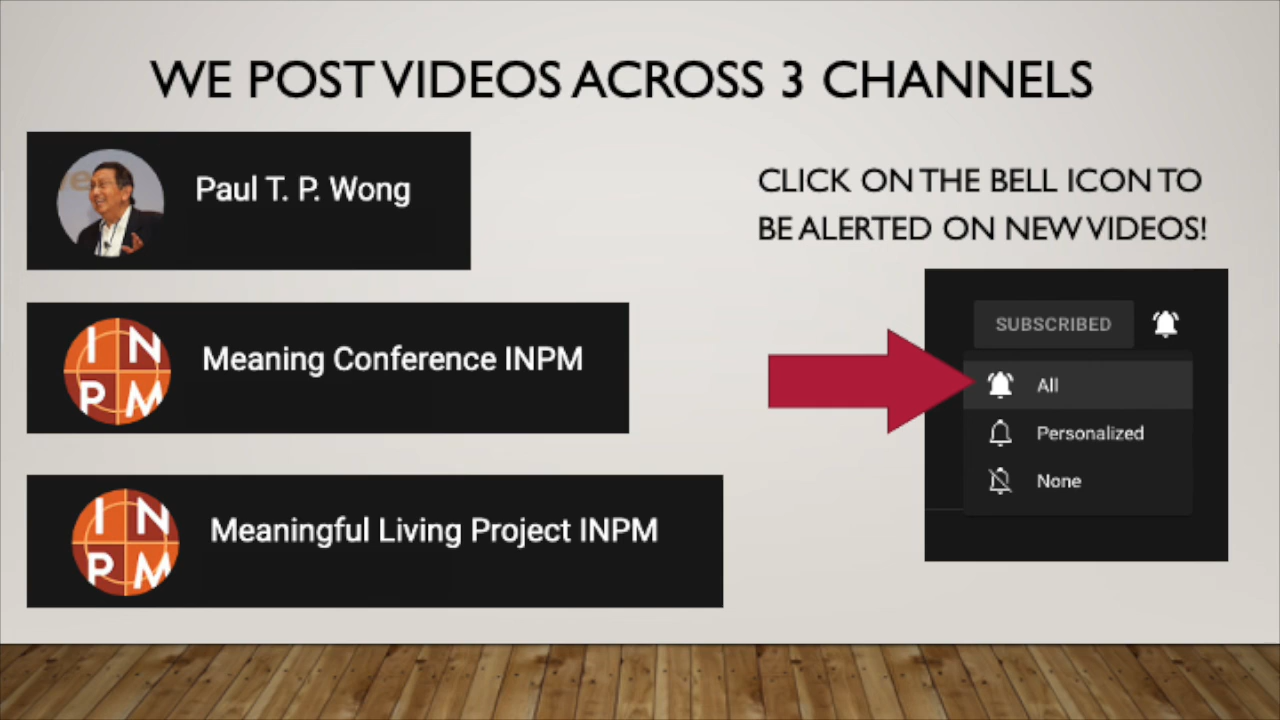 WE POST VIDEOS ACROSS 3 CHANNELS
Paul T. P. Wong
I N
P M
Meaning Conference INPM
I N
P M
Meaningful Living Project INPM
CLICK ON THE BELL ICON TO
BE ALERTED ON NEW VIDEOS!
SUBSCRIBED
All
Personalized
None